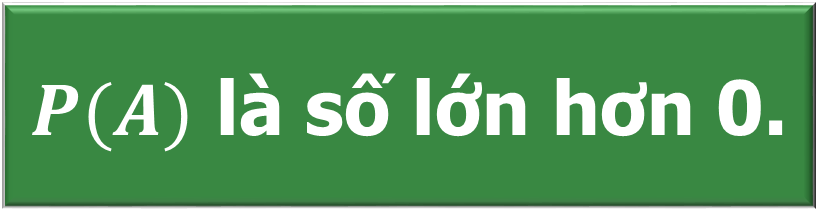 P(A) là số lớn hơn 0.